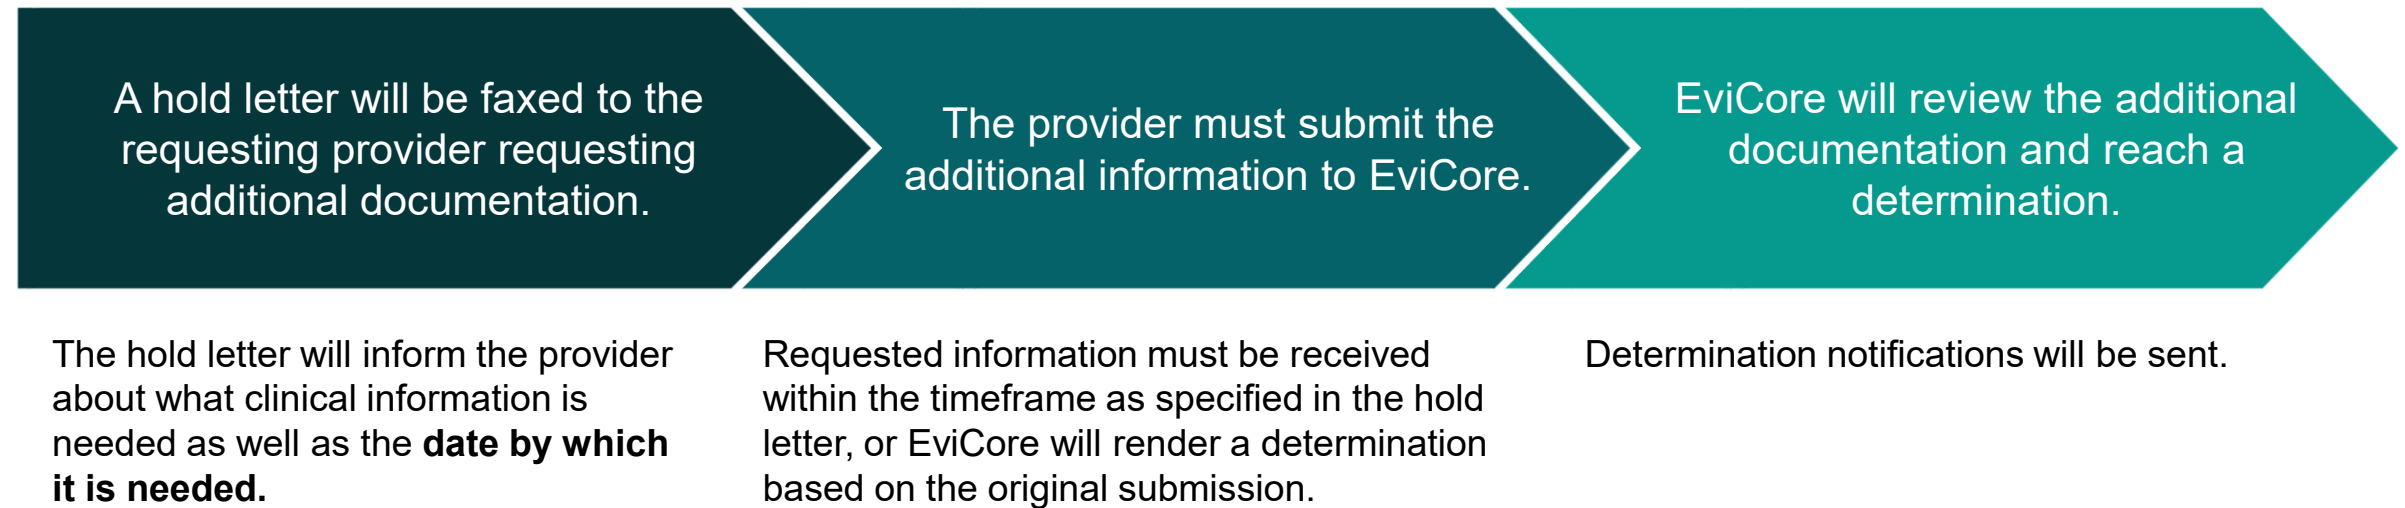 A hold letter will be faxed to the
requesting provider requesting
additional documentation.
The provider must submit the
additional information to EviCore.
EviCore will review the additional
documentation and reach a
determination.
The hold letter will inform the provider
about what clinical information is
needed as well as the date by which
it is needed.
Requested information must be received
within the timeframe as specified in the hold
letter, or EviCore will render a determination
based on the original submission.
Determination notifications will be sent.